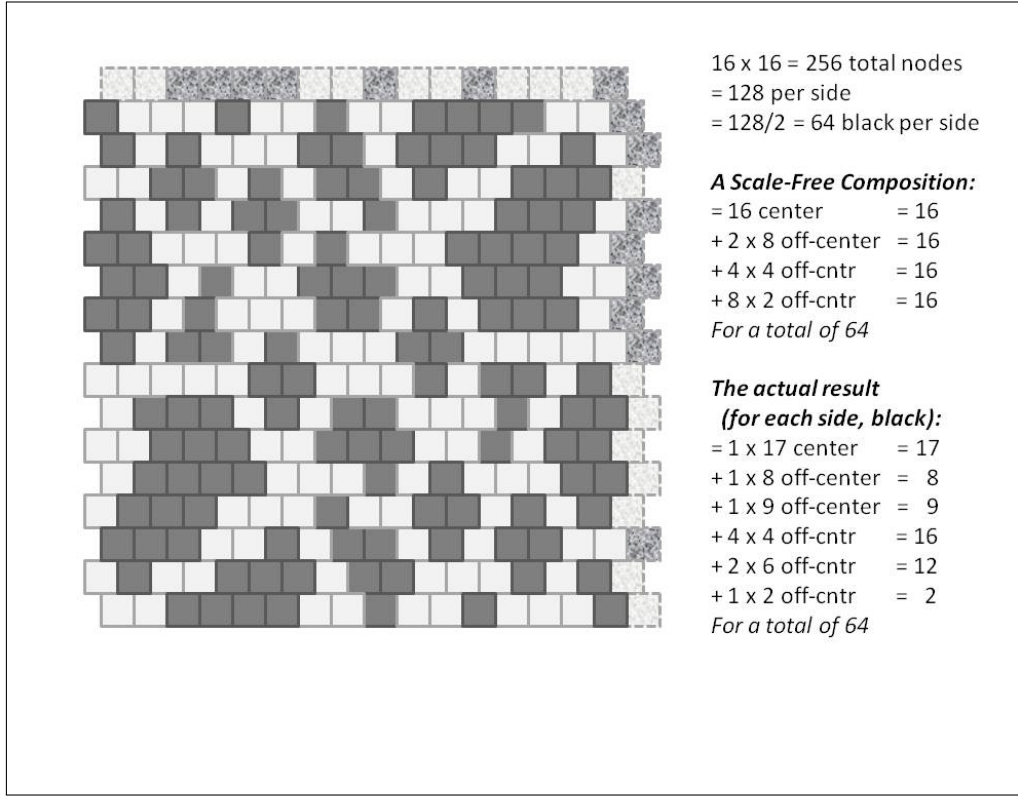 16 x 16 = 256 total nodes
= 128 per side
= 128/2 = 64 black per side
A Scale-Free Composition:
= 16 center = 16
+ 2 x 8 off-center = 16
+ 4 x 4 off-cntr = 16
+ 8 x 2 off-cntr = 16
For a total of 64
The actual result
(for each side, black):
= 1 x 17 center = 17
+ 1 x 8 off-center = 8
+ 1 x 9 off-center = 9
+ 4 x 4 off-cntr = 16
+ 2 x 6 off-cntr = 12
+ 1 x 2 off-cntr = 2
For a total of 64